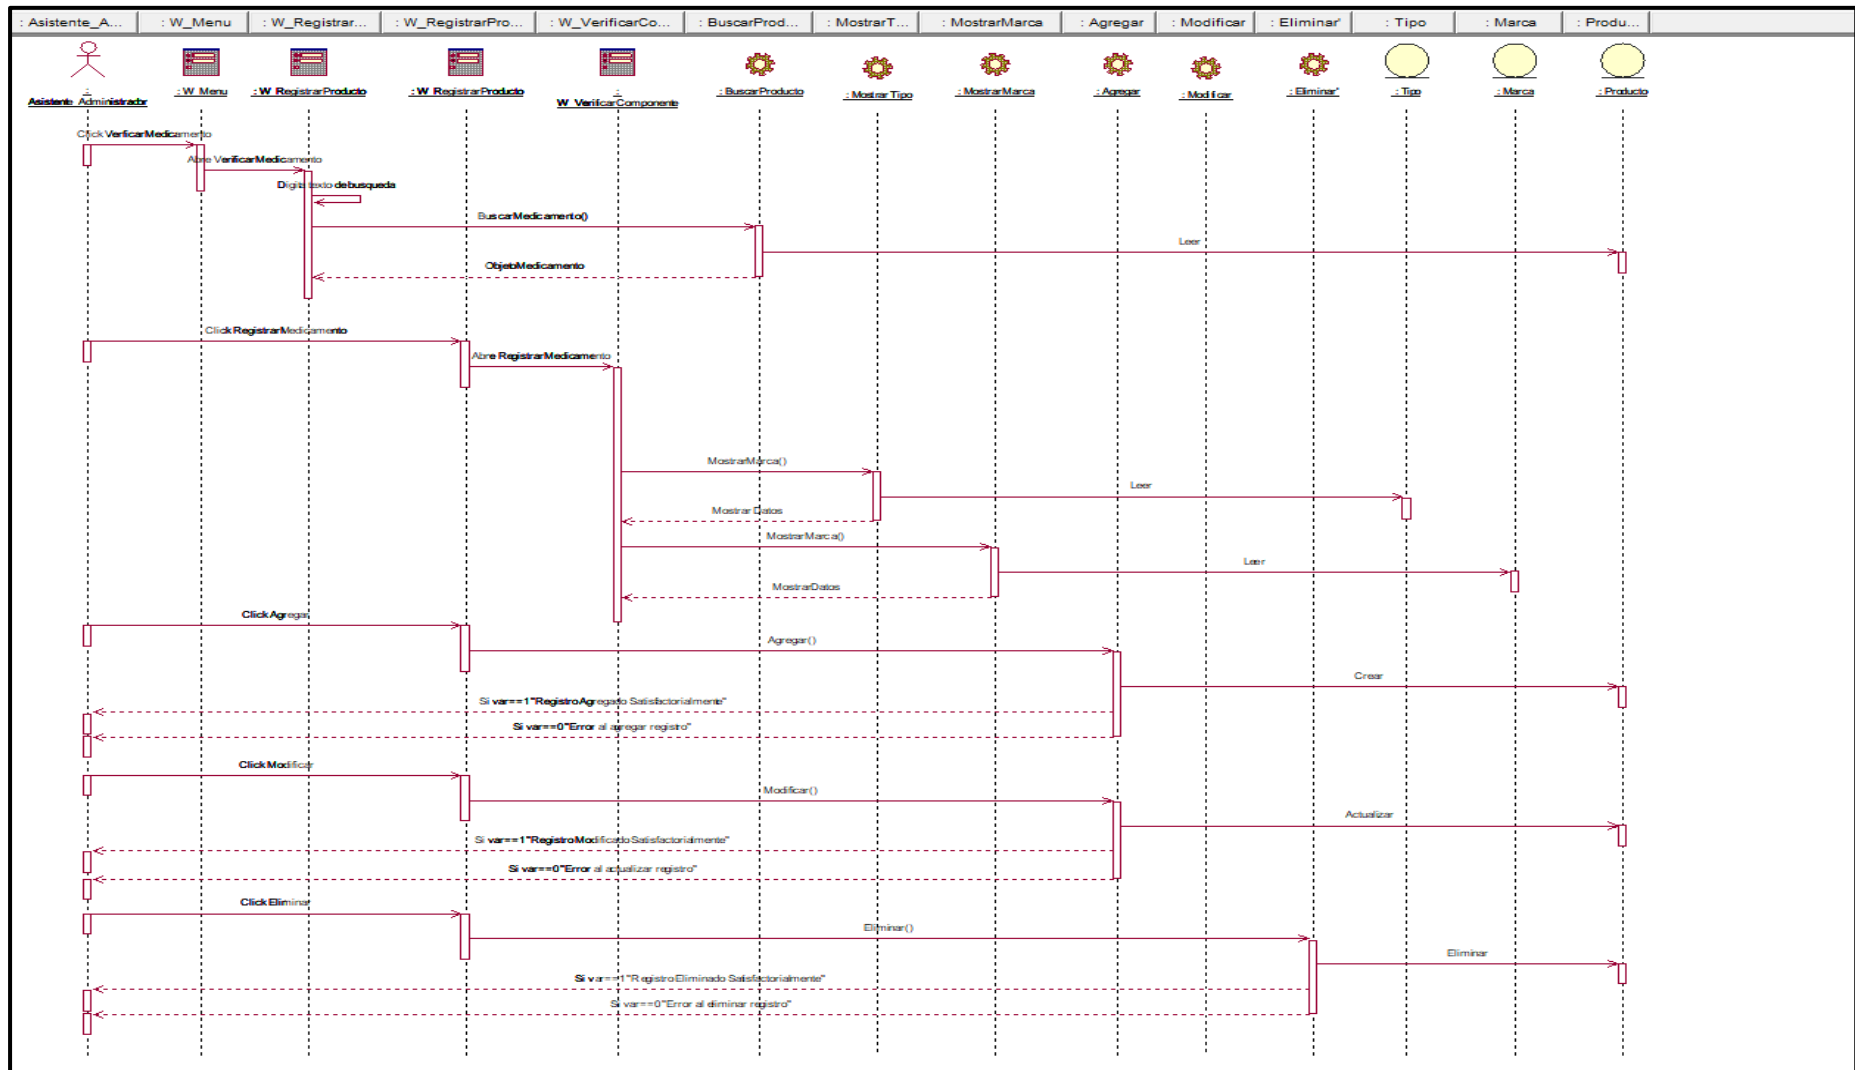 : Asistente_A... : W_Menu : W_Registrar... : W_RegistrarPro... : W_VerificarCo... : BuscarProd... : MostrarT... : MostrarMarca : Agregar : Modificar : Eliminar' : Tipo : Marca : Produ...
: Asistente_Administrador
: W_Menu
: W_RegistrarProducto
: W_RegistrarProducto
: W_VerificarComponente
: BuscarProducto
: MostrarTipo
: MostrarMarca
: Agregar
: Modificar
: Eliminar'
: Tipo
: Marca
: Producto
Click VerificarMedicamento
Abre VerificarMedicamento
Digita texto de busqueda
BuscarMedicamento()
Leer
ObjetoMedicamento
Click RegistrarMedicamento
Abre RegistrarMedicamento
MostrarMarca()
Leer
Mostrar Datos
MostrarMarca()
Leer
MostrarDatos
Click Agregar
Agregar()
Crear
Si var==1"Registro Agregado Satisfactorialmente"
Si var==0"Error al agregar registro"
Click Modificar
Modificar()
Actualizar
Si var==1"Registro Modificado Satisfactorialmente"
Si var==0"Error al actualizar registro"
Click Eliminar
Eliminar()
Eliminar
Si var==1"Registro Eliminado Satisfactorialmente"
Si var==0"Error al eliminar registro"